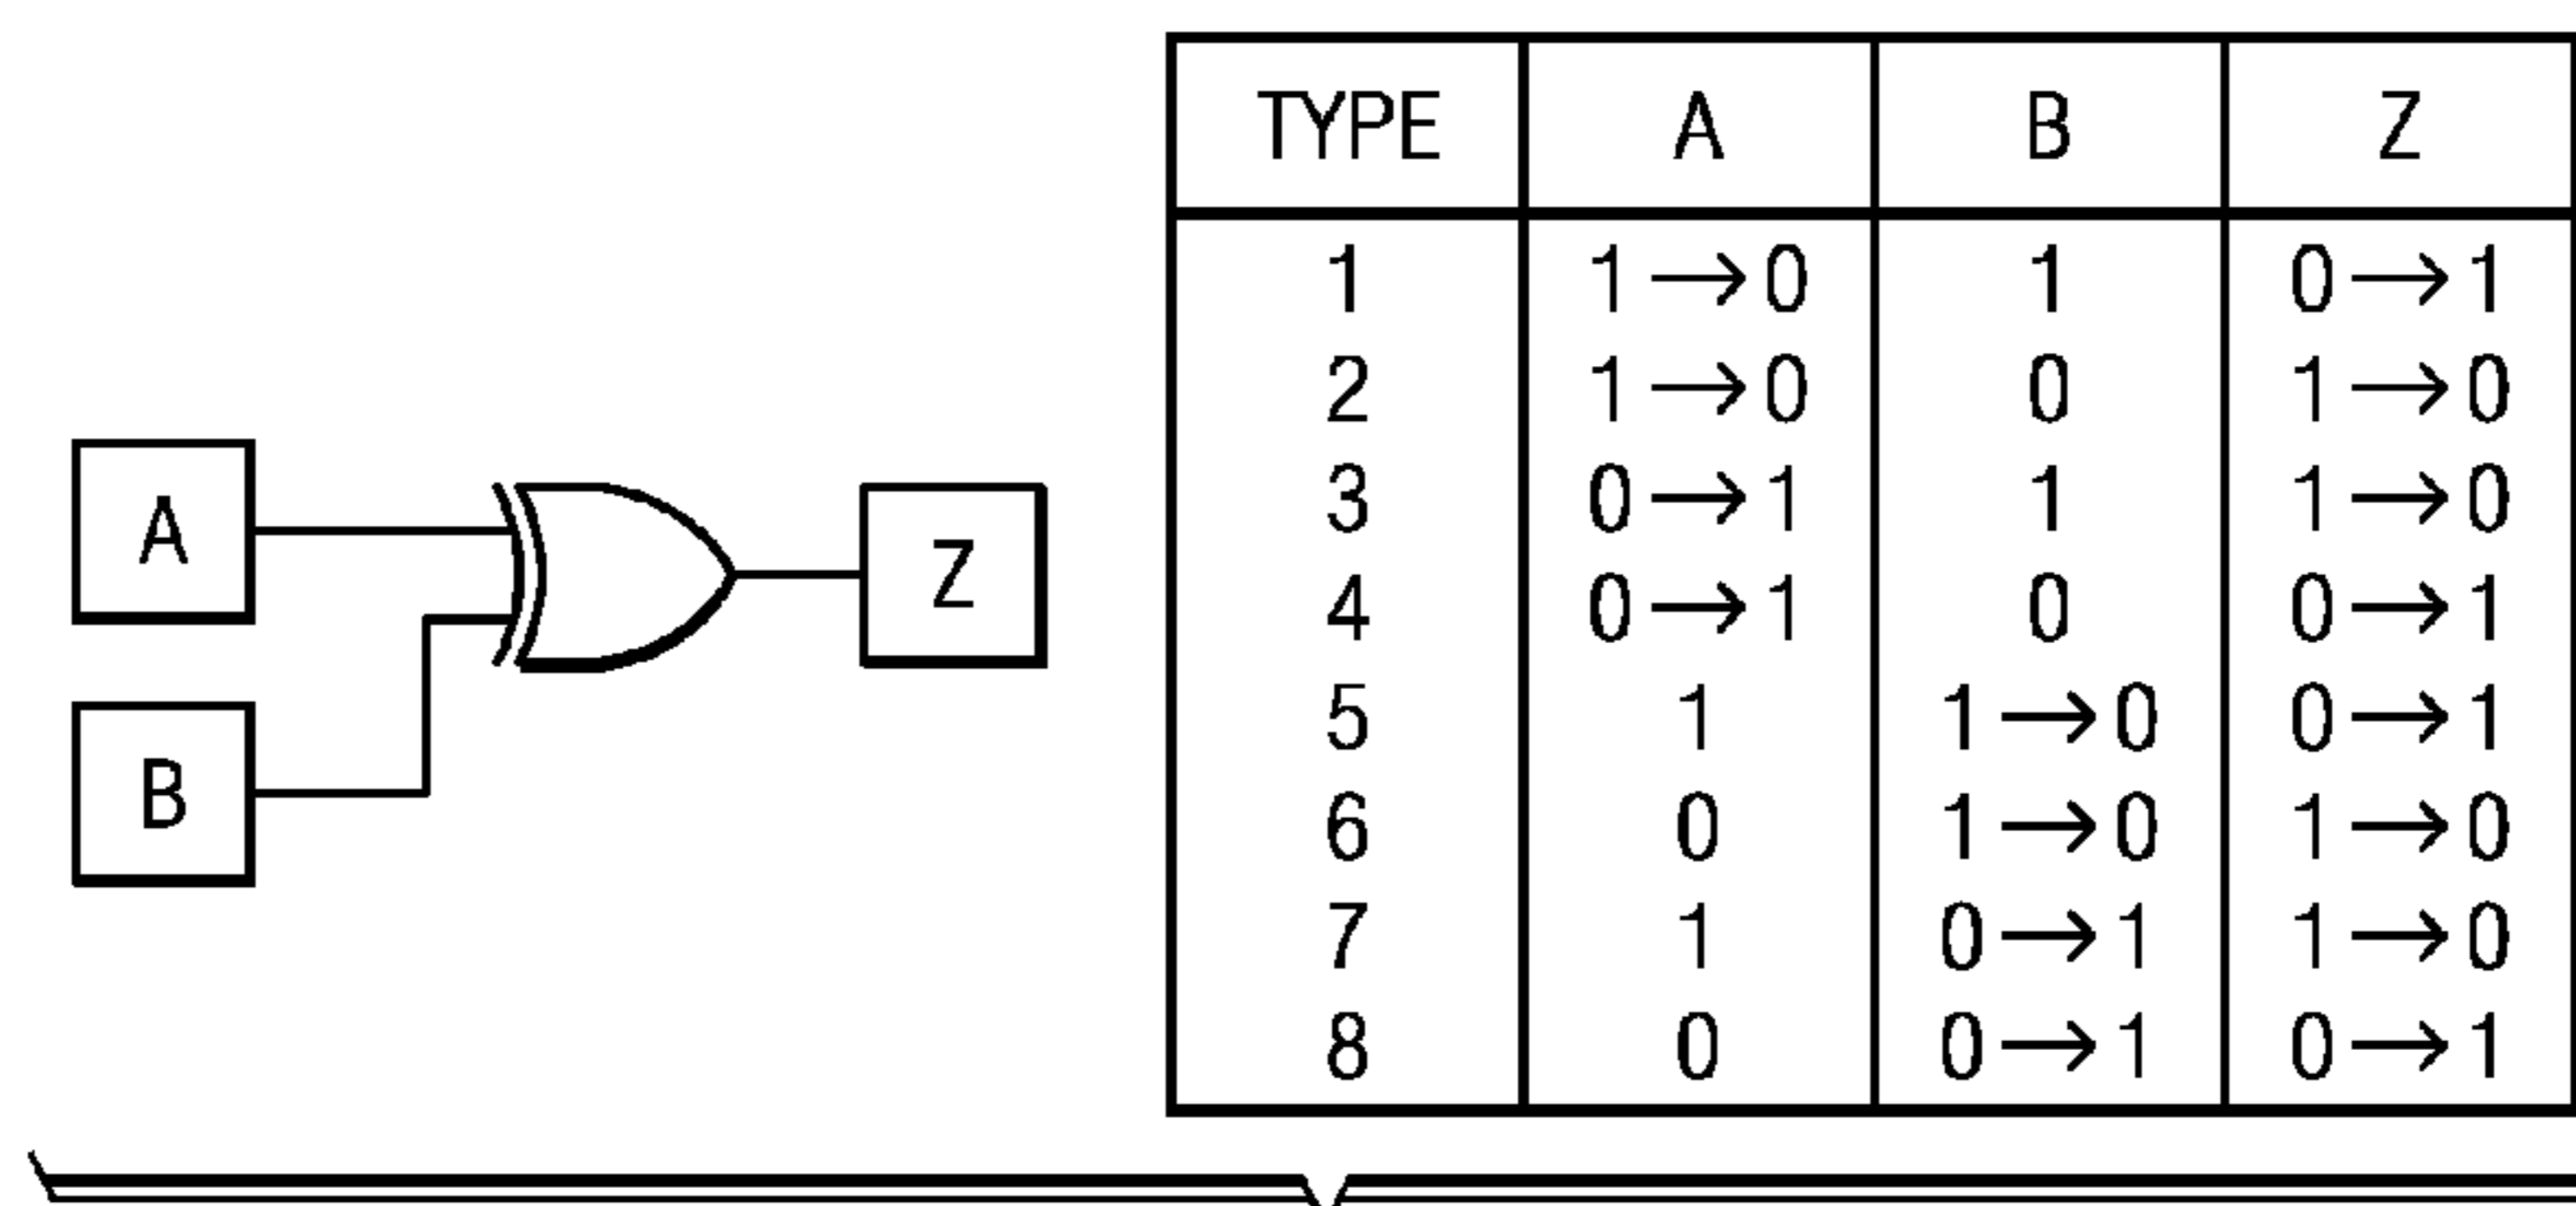 A
B
Z
TYPE A B Z
1 1→0 1 0→1
2 1→0 0 1→0
3 0→1 1 1→0
4 0→1 0 0→1
5 1 1→0 0→1
6 0 1→0 1→0
7 1 0→1 1→0
8 0 0→1 0→1